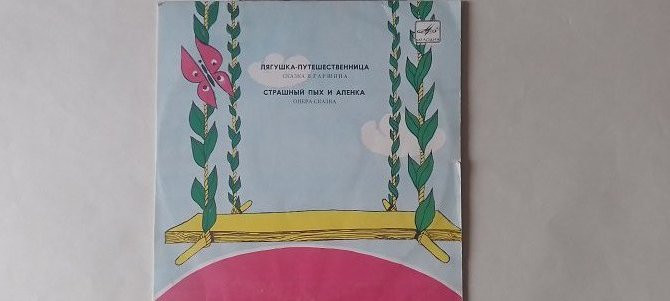 ЛЯГУШКА-ПУТЕШЕСТВЕННИЦА
СКАЗКА В. ГАРШИНА
СТРАШНЫЙ ПЫХ И АЛЕНКА
ОПЕРА-СКАЗКА